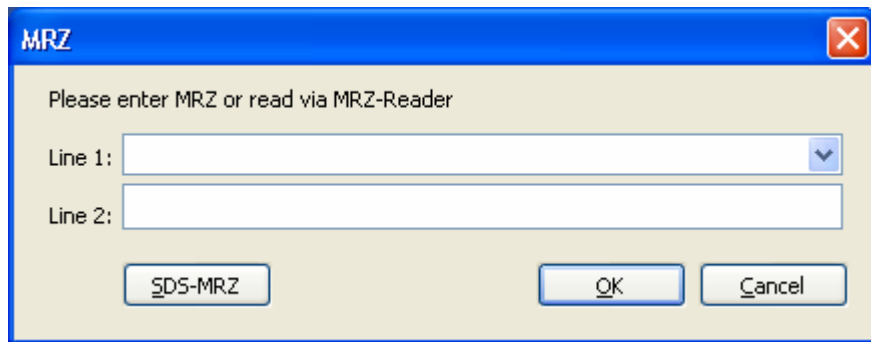 MRZ
Please enter MRZ or read via MRZ-Reader
Line 1:
Line 2:
SDS-MRZ OK Cancel